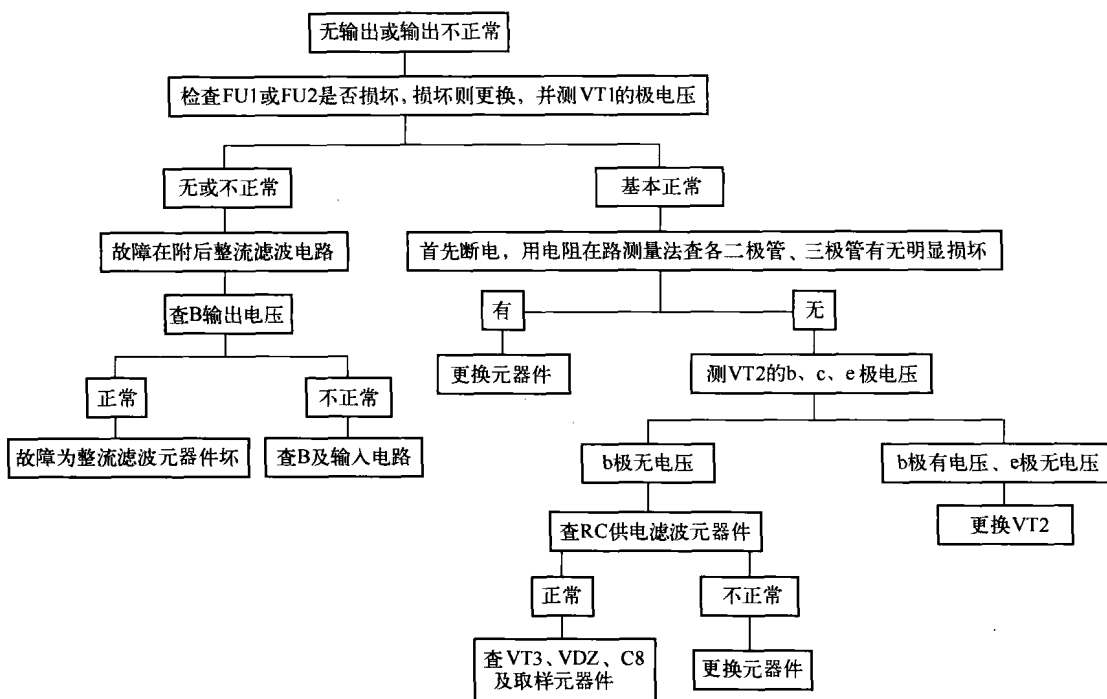 无输出或输出不正常
检查FU1或FU2是否损坏,损坏则更换，并测VT1的极电压
无或不正常
基本正常
故障在附后整流滤波电路
首先断电，用电阻在路测量法查各二极管、三极管有无明显损坏
查B输出电压
有
无
更换元器件
测VT2的b、c、e极电压
正常
不正常
故障为整流滤波元器件坏
查B及输入电路
b极无电压
b极有电压、e极无电压
查RC供电滤波元器件
更换VT2
正常
不正常
查VT3、VDZ、C8
及取样元器件
更换元器件